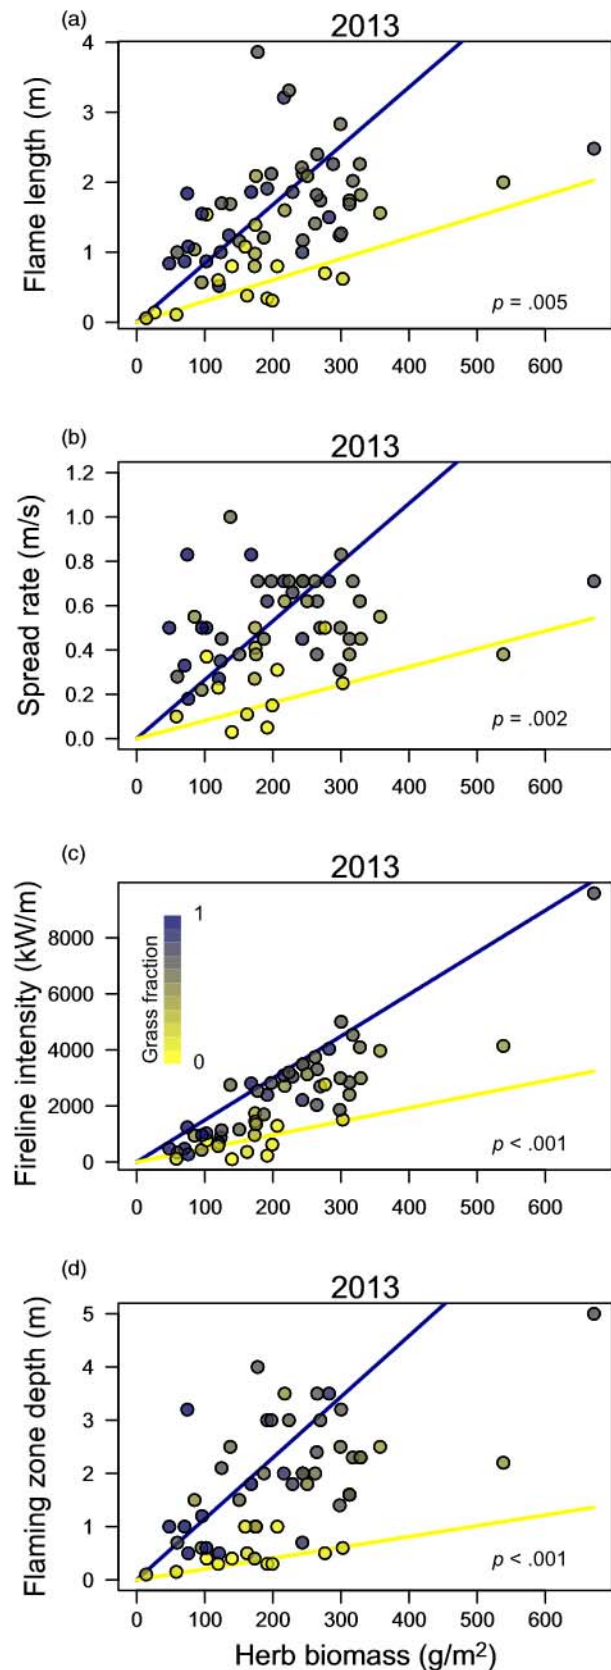 (a)
2013
4
3
2
1
0
Flame length (m)
p = .005
0 100 200 300 400 500 600
(b)
2013
1.2
1.0
0.8
0.6
0.4
0.2
0.0
Spread rate (m/s)
p = .002
0 100 200 300 400 500 600
(c)
2013
8000
6000
4000
2000
0
Fireline intensity (kW/m)
1
Grass fraction
0
p < .001
0 100 200 300 400 500 600
(d)
2013
5
4
3
2
1
0
Flaming zone depth (m)
p < .001
0 100 200 300 400 500 600
Herb biomass (g/m²)